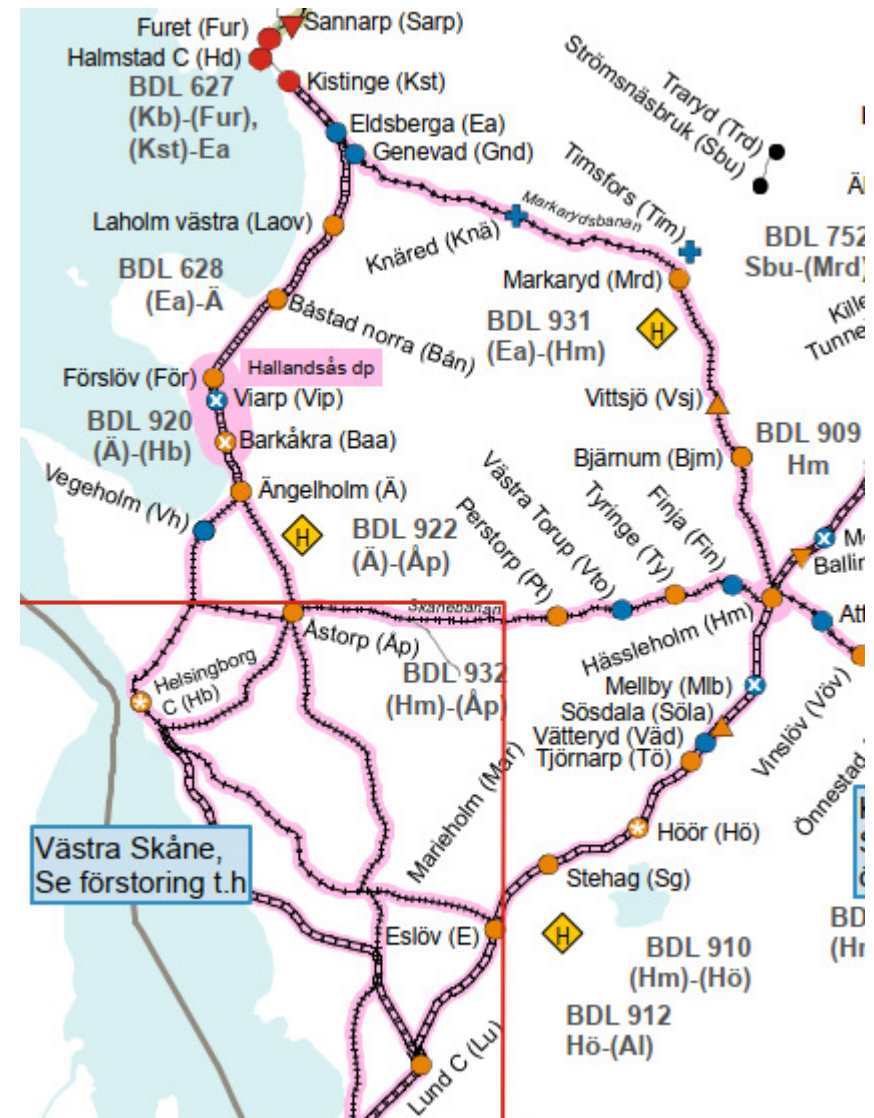 Furet (Fur)
Sannarp (Sarp)
Halmstad C (Hd)
Kistinge (Kst)
BDL 627
(Kb)-(Fur),
(Kst)-Ea
Eldsberga (Ea)
Genevad (Gnd)
Traryd (Trd)
Strömsnäsbruk (Sbu)
Timsfors (Tim)
Markarydsbanan
Knäred (Knä)
Laholm västra (Laov)
BDL 628
(Ea)-Ä
Båstad norra (Bån)
Markaryd (Mrd)
BDL 752
Sbu-(Mrd)
BDL 931
(Ea)-(Hm)
H
Hallandsås dp
Förslöv (För)
Viarp (Vip)
BDL 920
(Ä)-(Hb)
Barkåkra (Baa)
Vittsjö (Vsj)
Bjärnum (Bjm)
BDL 909
Hm
Ängelholm (Ä)
Vegeholm (Vh)
H
BDL 922
(Ä)-(Åp)
Perstorp (Pt)
Västra Torup (Vto)
Tyringe (Ty)
Finja (Fin)
Skånebanan
Åstorp (Åp)
BDL 932
(Hm)-(Åp)
Hässleholm (Hm)
Helsingborg
C (Hb)
Mellby (Mlb)
Sösdala (Söla)
Vätteryd (Väd)
Tjörnarp (Tö)
Vinslöv (Vöv)
Marieholm (Mar)
Höör (Hö)
Stehag (Sg)
Västra Skåne,
Se förstoring t.h
Eslöv (E)
H
BDL 910
(Hm)-(Hö)
BDL 912
Hö-(Al)
Lund C (Lu)